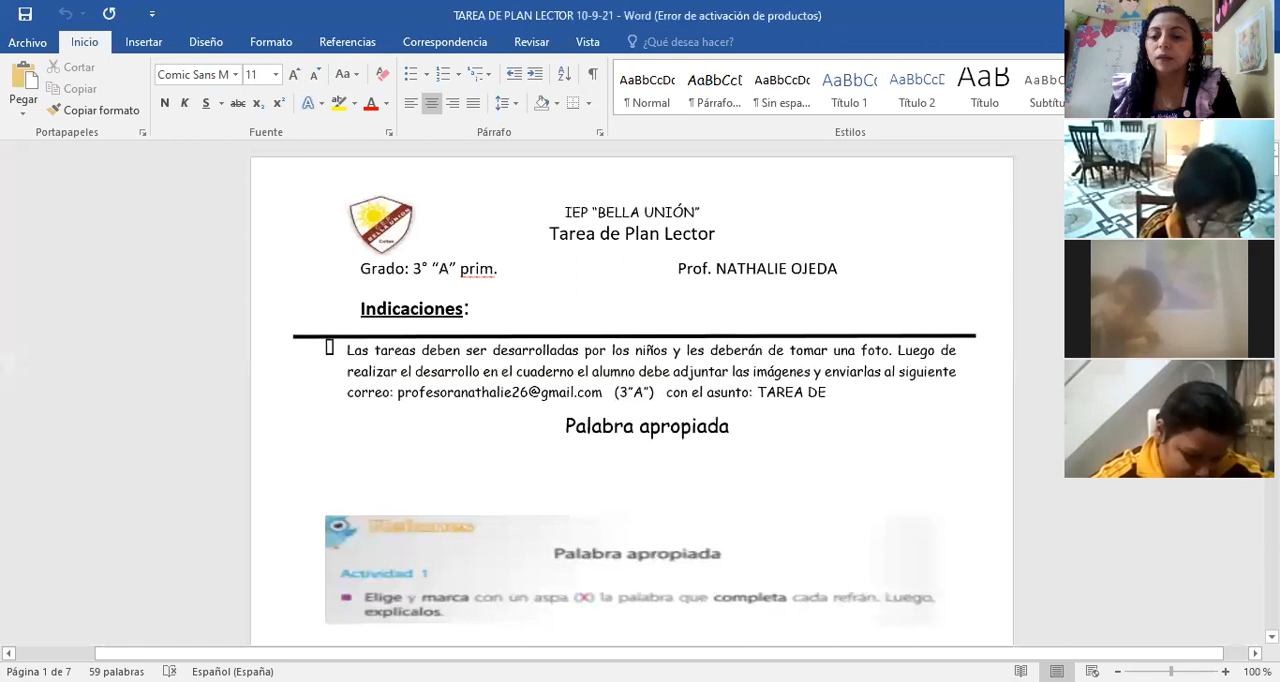 TAREA DE PLAN LECTOR 10-9-21 - Word (Error de activación de productos)
Archivo Inicio Insertar Diseño Formato Referencias Correspondencia Revisar Vista ¿Qué desea hacer?
Pegar
Cortar
Copiar
Copiar formato
Portapapeles
Comic Sans M 11
N K S abc x₂ x²
Fuente
Párrafo
AaBbCcDc ¶ Normal
AaBbCcI ¶ Párrafo...
AaBbCcDc ¶ Sin espa...
AaBbC Título 1
AaBbCcE Título 2
AaB Título
AaBbC Subtítu
Estilos
IEP "BELLA UNIÓN"
Tarea de Plan Lector
Grado: 3° "A" prim. Prof. NATHALIE OJEDA
Indicaciones:
Las tareas deben ser desarrolladas por los niños y les deberán de tomar una foto. Luego de
realizar el desarrollo en el cuaderno el alumno debe adjuntar las imágenes y enviarlas al siguiente
correo: profesoranathalie26@gmail.com (3"A") con el asunto: TAREA DE
Palabra apropiada
Refranes
Palabra apropiada
Actividad 1
Elige y marca con un aspa (X) la palabra que completa cada refrán. Luego,
explícalos.
Página 1 de 7 59 palabras Español (España) 100 %